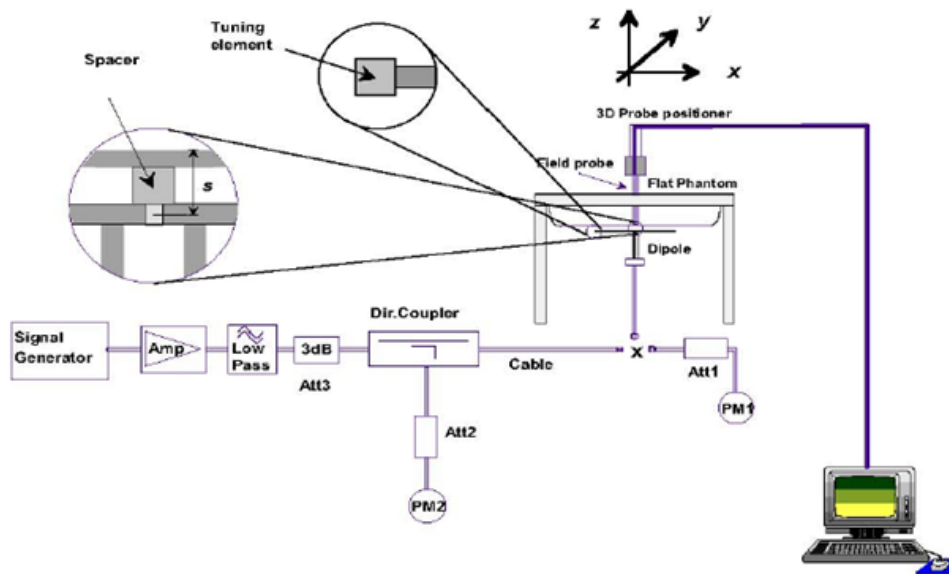 Tuning
element
Spacer
s
z
y
x
3D Probe positioner
Field probe
Flat Phantom
Dipole
Signal
Generator
Amp
Low
Pass
3dB
Att3
Dir.Coupler
Cable
X
Att1
PM1
Att2
PM2